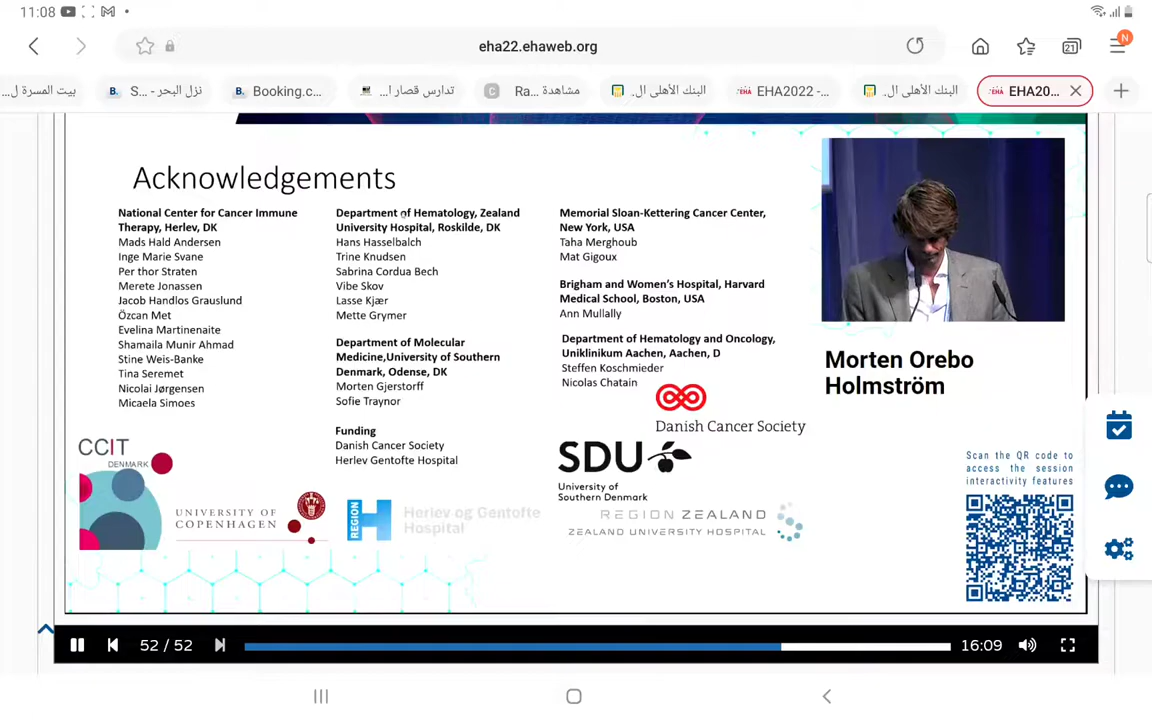 11:08
eha22.ehaweb.org
21
N
بيت المسرة ل...
B. S... - نزل البحر
B. Booking.c...
تدارس قصار ا...
C Ra... مشاهدة
البنك الأهلي ال...
EHA EHA2022 -...
البنك الأهلي ال...
EHA EHA20...
Acknowledgements
National Center for Cancer Immune
Therapy, Herlev, DK
Mads Hald Andersen
Inge Marie Svane
Per thor Straten
Merete Jonassen
Jacob Handlos Grauslund
Özcan Met
Evelina Martinenaite
Shamaila Munir Ahmad
Stine Weis-Banke
Tina Seremet
Nicolai Jørgensen
Micaela Simoes
Department of Hematology, Zealand
University Hospital, Roskilde, DK
Hans Hasselbalch
Trine Knudsen
Sabrina Cordua Bech
Vibe Skov
Lasse Kjær
Mette Grymer
Department of Molecular
Medicine,University of Southern
Denmark, Odense, DK
Morten Gjerstorff
Sofie Traynor
Funding
Danish Cancer Society
Herlev Gentofte Hospital
Memorial Sloan-Kettering Cancer Center,
New York, USA
Taha Merghoub
Mat Gigoux
Brigham and Women's Hospital, Harvard
Medical School, Boston, USA
Ann Mullally
Department of Hematology and Oncology,
Uniklinikum Aachen, Aachen, D
Steffen Koschmieder
Nicolas Chatain
Danish Cancer Society
CCIT
DENMARK
UNIVERSITY OF
COPENHAGEN
REGION
H
Herlev og Gentofte
Hospital
SDU
University of
Southern Denmark
REGION ZEALAND
ZEALAND UNIVERSITY HOSPITAL
Morten Orebo
Holmström
Scan the QR code to
access the session
interactivity features
52 / 52
16:09